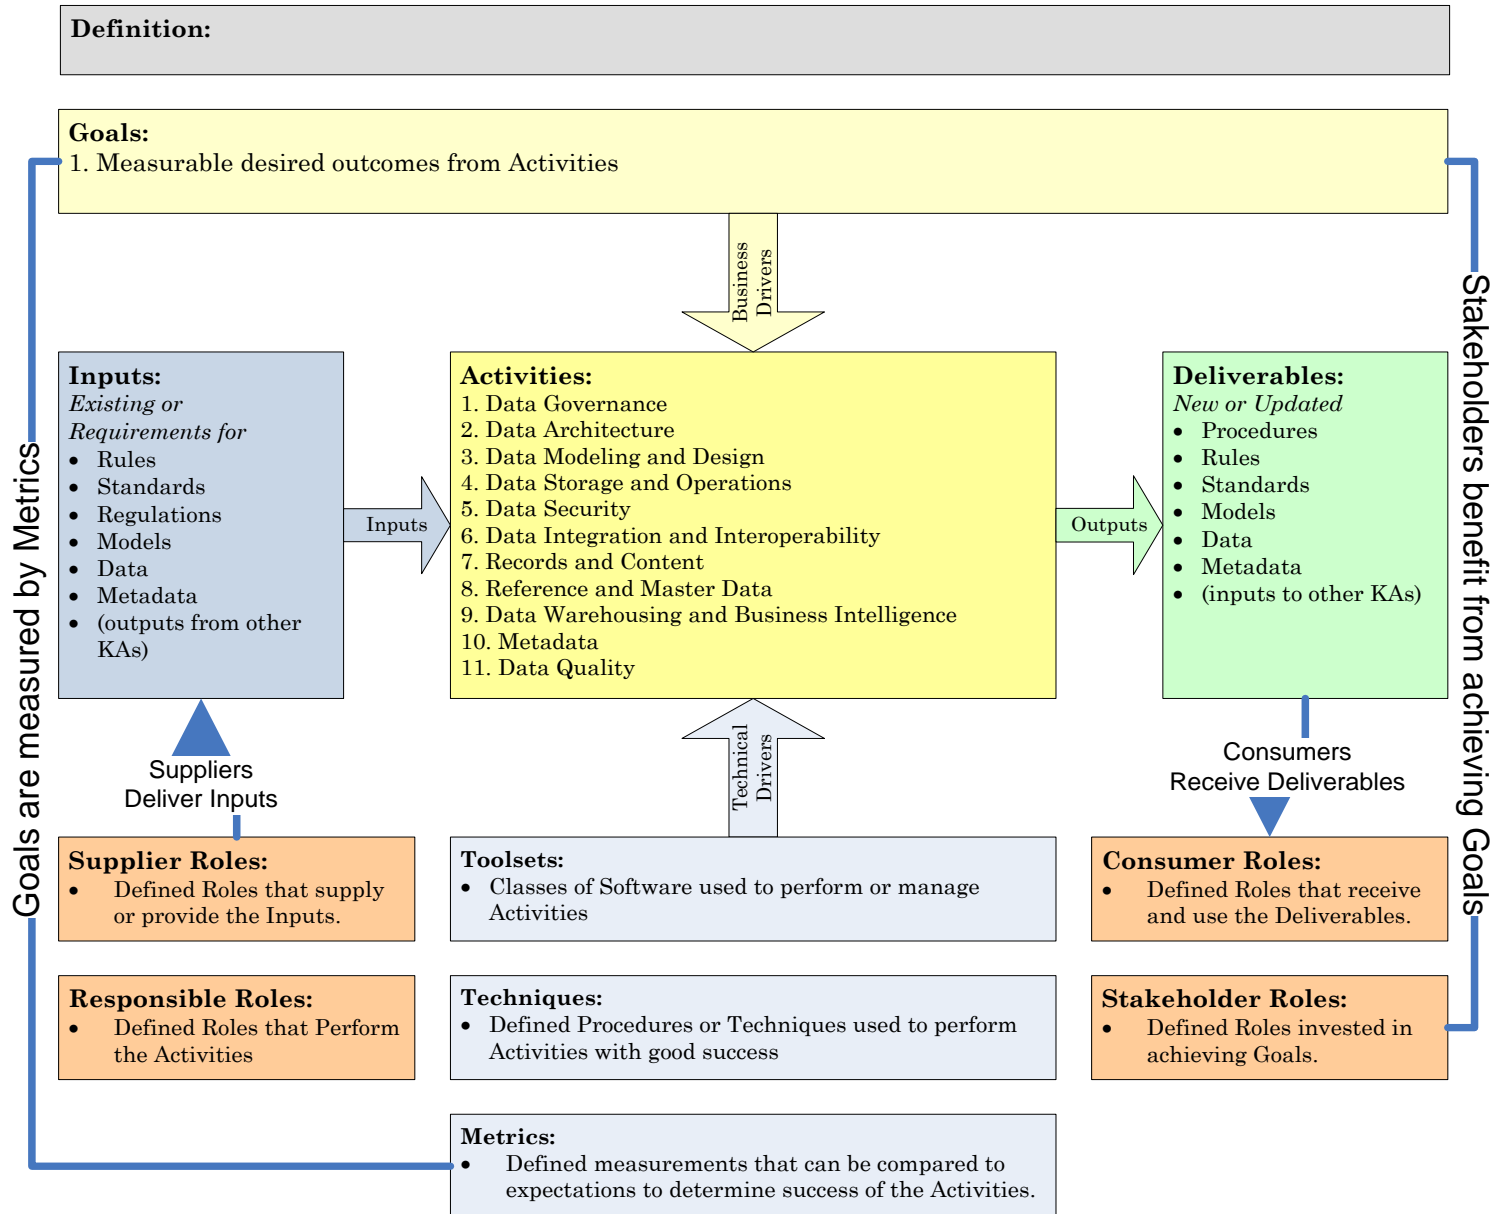 Definition:
Goals:
1. Measurable desired outcomes from Activities
Business
Drivers
Inputs:
Existing or
Requirements for
• Rules
• Standards
• Regulations
• Models
• Data
• Metadata
• (outputs from other
KAs)
Inputs
Activities:
1. Data Governance
2. Data Architecture
3. Data Modeling and Design
4. Data Storage and Operations
5. Data Security
6. Data Integration and Interoperability
7. Records and Content
8. Reference and Master Data
9. Data Warehousing and Business Intelligence
10. Metadata
11. Data Quality
Outputs
Deliverables:
New or Updated
• Procedures
• Rules
• Standards
• Models
• Data
• Metadata
• (inputs to other KAs)
Goals are measured by Metrics
Stakeholders benefit from achieving Goals
Suppliers
Deliver Inputs
Technical
Drivers
Consumers
Receive Deliverables
Supplier Roles:
• Defined Roles that supply
or provide the Inputs.
Toolsets:
• Classes of Software used to perform or manage
Activities
Consumer Roles:
• Defined Roles that receive
and use the Deliverables.
Responsible Roles:
• Defined Roles that Perform
the Activities
Techniques:
• Defined Procedures or Techniques used to perform
Activities with good success
Stakeholder Roles:
• Defined Roles invested in
achieving Goals.
Metrics:
• Defined measurements that can be compared to
expectations to determine success of the Activities.